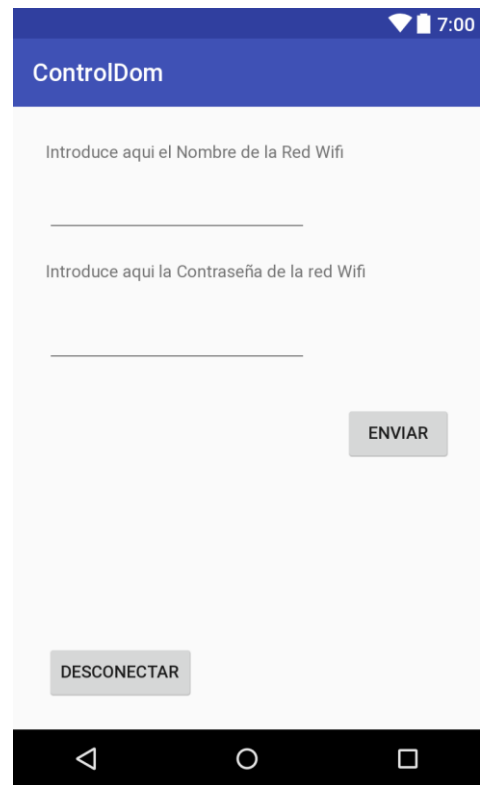 7:00
ControlDom
Introduce aqui el Nombre de la Red Wifi
Introduce aqui la Contraseña de la red Wifi
ENVIAR
DESCONECTAR